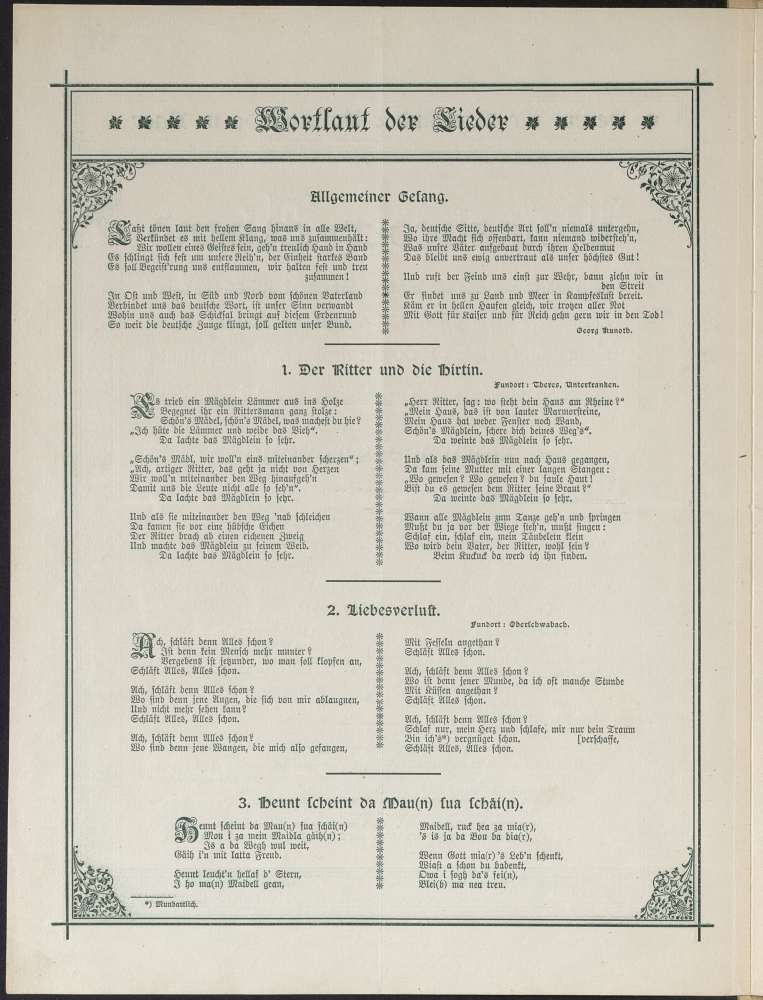 Wortlaut der Lieder
Allgemeiner Gesang.
Laßt tönen laut den frohen Sang hinaus in alle Welt,
Verkündet es mit hellem Klang, was uns zusammenhält:
Wir wollen eines Geistes sein, geh'n treulich Hand in Hand
Es schlingt sich fest um unsere Reih'n, der Einheit starkes Band
Es soll Begeist'rung uns entflammen, wir halten fest und treu
zusammen!
In Ost und West, in Süd und Nord vom schönen Vaterland
Verbindet uns das deutsche Wort, ist unser Sinn verwandt
Wohin uns auch das Schicksal bringt auf diesem Erdenrund
So weit die deutsche Zunge klingt, soll gelten unser Bund.
Ja, deutsche Sitte, deutsche Art soll'n niemals untergehn,
Wo ihre Macht sich offenbart, kann niemand widersteh'n,
Was unsre Väter aufgebaut durch ihren Heldenmut
Das bleibt uns ewig anvertraut als unser höchstes Gut!
Und ruft der Feind uns einst zur Wehr, dann ziehn wir in
den Streit
Er findet uns zu Land und Meer in Kampfeslust bereit.
Käm er in hellen Haufen gleich, wir trotzen aller Not
Mit Gott für Kaiser und für Reich gehn gern wir in den Tod!
Georg Kunoth.
1. Der Ritter und die Hirtin.
Fundort: Theres, Unterfranken.
Es trieb ein Mägdlein Lämmer aus ins Holze
Begegnet ihr ein Rittersmann ganz stolze:
Schön's Mädel, schön's Mädel, was machest du hie?
„Ich hüte die Lämmer und weide das Vieh“.
Da lachte das Mägdlein so sehr.
„Schön's Mädl, wir woll'n eins miteinander scherzen“;
„Ach, artiger Ritter, das geht ja nicht von Herzen
Wir woll'n miteinander den Weg hinaufgeh'n
Damit uns die Leute nicht alle so seh'n“.
Da lachte das Mägdlein so sehr.
Und als sie miteinander den Weg 'nab schleichen
Da kamen sie vor eine hübsche Eichen
Der Ritter brach ab einen eichenen Zweig
Und machte das Mägdlein zu seinem Weib.
Da lachte das Mägdlein so sehr.
„Herr Ritter, sag: wo steht dein Haus am Rheine?“
„Mein Haus, das ist von lauter Marmorsteine,
Mein Haus hat weder Fenster noch Wand,
Schön's Mägdlein, schere dich deines Weg's“.
Da weinte das Mägdlein so sehr.
Und als das Mägdlein nun nach Haus gegangen,
Da kam seine Mutter mit einer langen Stangen:
„Wo gewesen? Wo gewesen? du faule Haut!
Bist du es gewesen dem Ritter seine Braut?“
Da weinte das Mägdlein so sehr.
Wann alle Mägdlein zum Tanze geh'n und springen
Mußt du ja vor der Wiege steh'n, mußt singen:
Schlaf ein, schlaf ein, mein Täubelein klein
Wo wird dein Vater, der Ritter, wohl sein?
Beim Kuckuck da werd ich ihn finden.
2. Liebesverlust.
Fundort: Oberschwabach.
Ach, schläft denn Alles schon?
Ist denn kein Mensch mehr munter?
Vergebens ist jetzunder, wo man soll klopfen an,
Schläft Alles, Alles schon.
Ach, schläft denn Alles schon?
Wo sind denn jene Augen, die sich von mir ablaugnen,
Und nicht mehr sehen kann?
Schläft Alles, Alles schon.
Ach, schläft denn Alles schon?
Wo sind denn jene Wangen, die mich also gefangen,
Mit Fesseln angethan?
Schläft Alles schon.
Ach, schläft denn Alles schon?
Wo ist denn jener Munde, da ich oft manche Stunde
Mit Küssen angethan?
Schläft Alles schon.
Ach, schläft denn Alles schon?
Schlaf nur, mein Herz und schlafe, mir nur dein Traum
Bin ich's*) vergnüget schon. [verschaffe,
Schläft Alles, Alles schon.
3. Heunt scheint da Mau(n) sua schäi(n).
Heunt scheint da Mau(n) sua schäi(n)
Mou i za mein Maidla gäih(n);
Is a da Wegh wul weit,
Gäih i'n mit latta Freud.
Heunt leucht'n hellaf d' Stern,
I ho ma(n) Maidell gean,
Maidell, ruck hea za mia(r),
's is ja da Bou ba dia(r),
Wenn Gott mia(r) 's Leb'n schenkt,
Wiaft a schon du badenkt,
Owa i sogh da's fei(n),
Blei(b) ma nea treu.
*) Mundartlich.